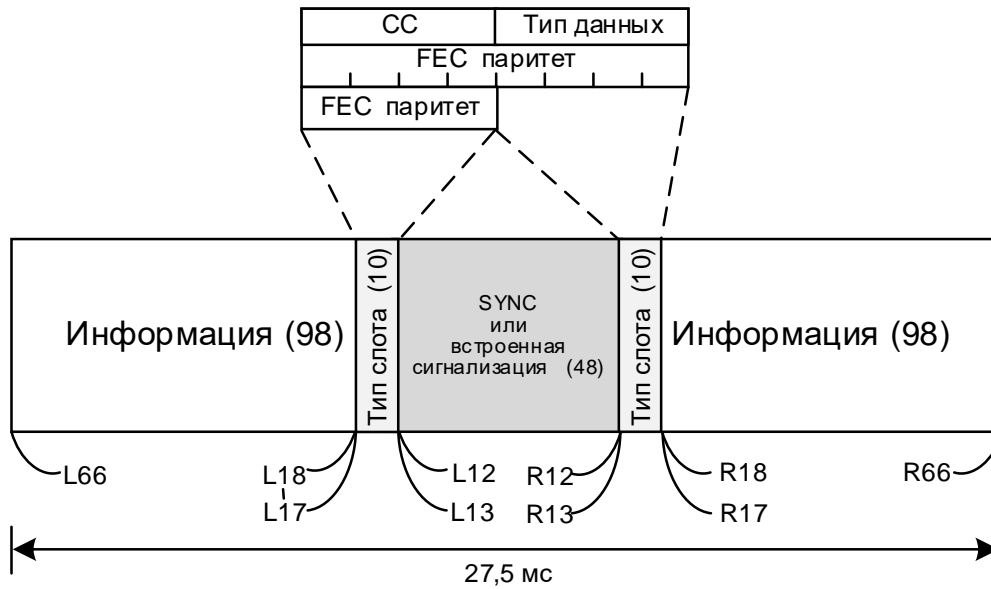 CC
Тип данных
FEC паритет
FEC паритет
Информация (98)
Тип слота (10)
SYNC
или
встроенная
сигнализация (48)
Тип слота (10)
Информация (98)
L66
L18
L12
R12
R18
R66
L17
L13
R13
R17
27,5 мс